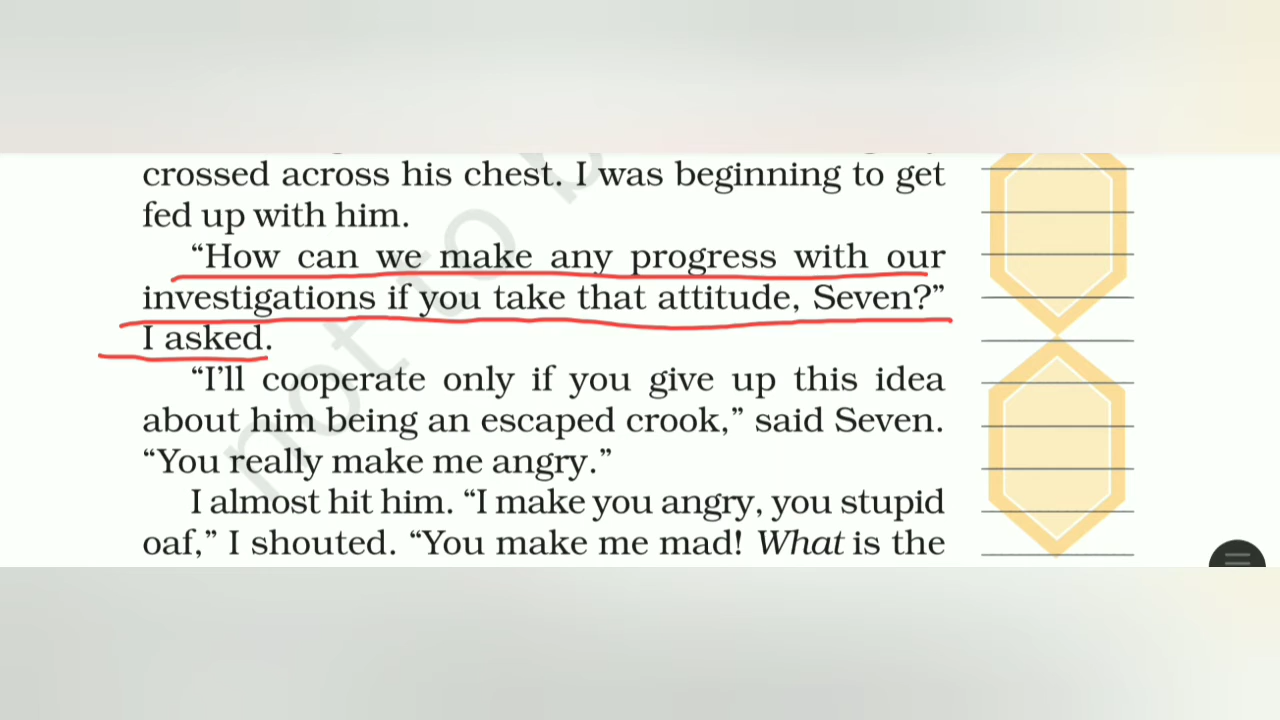 crossed across his chest. I was beginning to get
fed up with him.
“How can we make any progress with our
investigations if you take that attitude, Seven?”
I asked.
“I’ll cooperate only if you give up this idea
about him being an escaped crook,” said Seven.
“You really make me angry.”
I almost hit him. “I make you angry, you stupid
oaf,” I shouted. “You make me mad! What is the
not to b